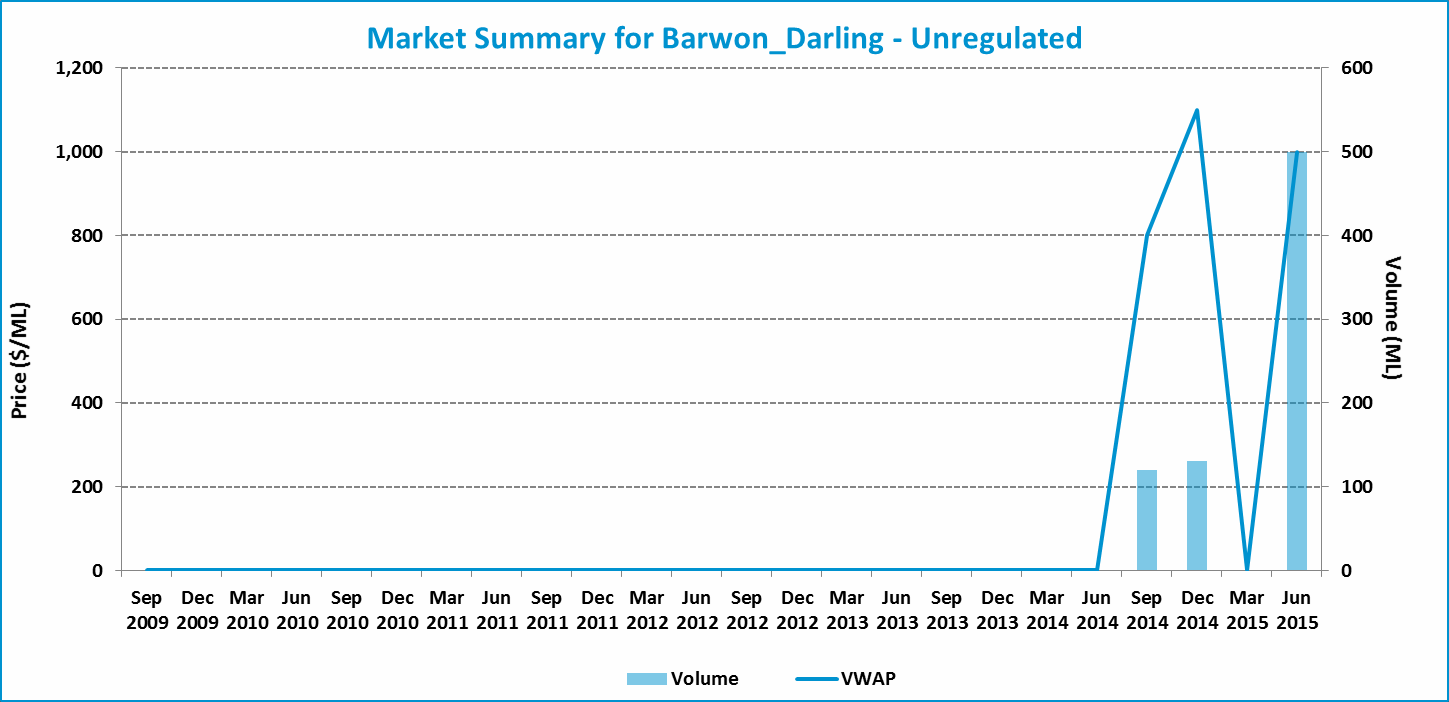 Market Summary for Barwon_Darling - Unregulated
1,200
1,000
800
600
400
200
0
Price ($/ML)
600
500
400
300
200
100
0
Volume (ML)
Sep Dec Mar Jun Sep Dec Mar Jun Sep Dec Mar Jun Sep Dec Mar Jun Sep Dec Mar Jun Sep Dec Mar Jun
2009 2009 2010 2010 2010 2010 2011 2011 2011 2011 2012 2012 2012 2012 2013 2013 2013 2013 2014 2014 2014 2014 2015 2015
Volume VWAP